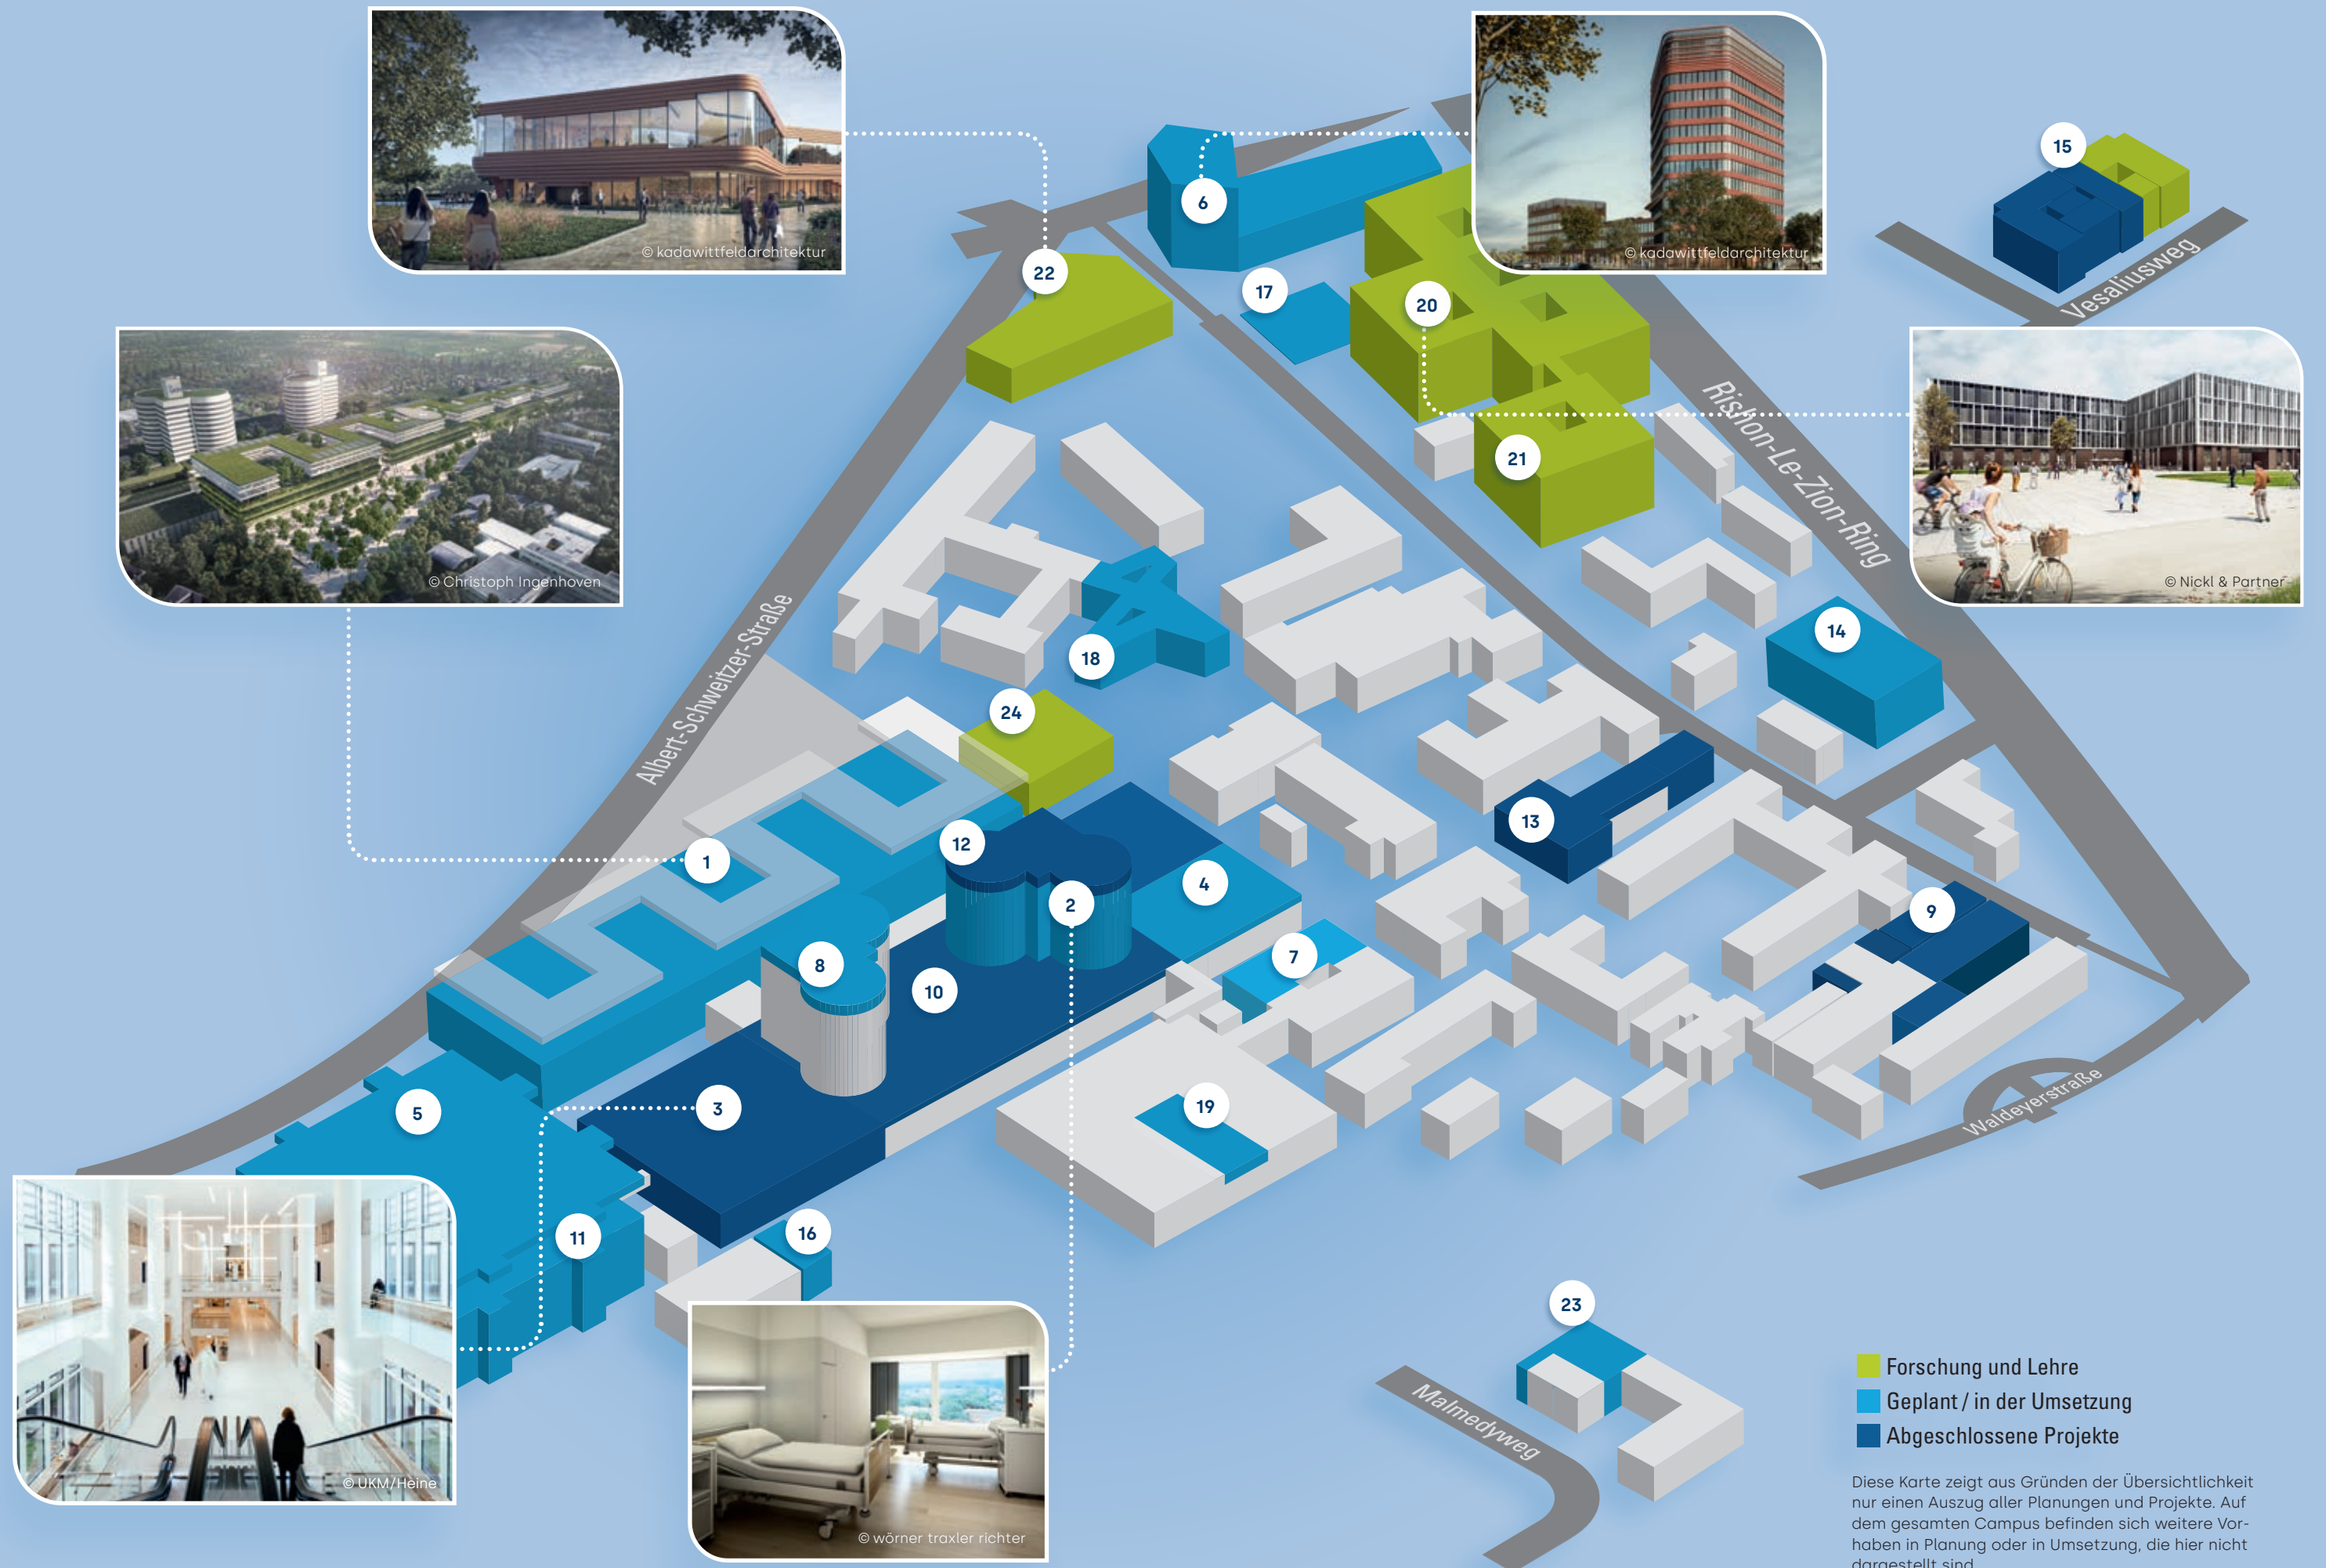 © kadawittfeldarchitektur
© kadawittfeldarchitektur
15
6
Vesaliusweg
22
17
20
© Christoph Ingenhoven
Rishon-Le-Zion-Ring
© Nickl & Partner
21
Albert-Schweitzer-Straße
18
14
24
13
12
1
4
2
9
8
7
10
5
3
19
Waldeyerstraße
11
16
© UKM/Heine
© wörner traxler richter
23
Malmedyweg
Forschung und Lehre
Geplant / in der Umsetzung
Abgeschlossene Projekte
Diese Karte zeigt aus Gründen der Übersichtlichkeit
nur einen Auszug aller Planungen und Projekte. Auf
dem gesamten Campus befinden sich weitere Vor-
haben in Planung oder in Umsetzung, die hier nicht
dargestellt sind